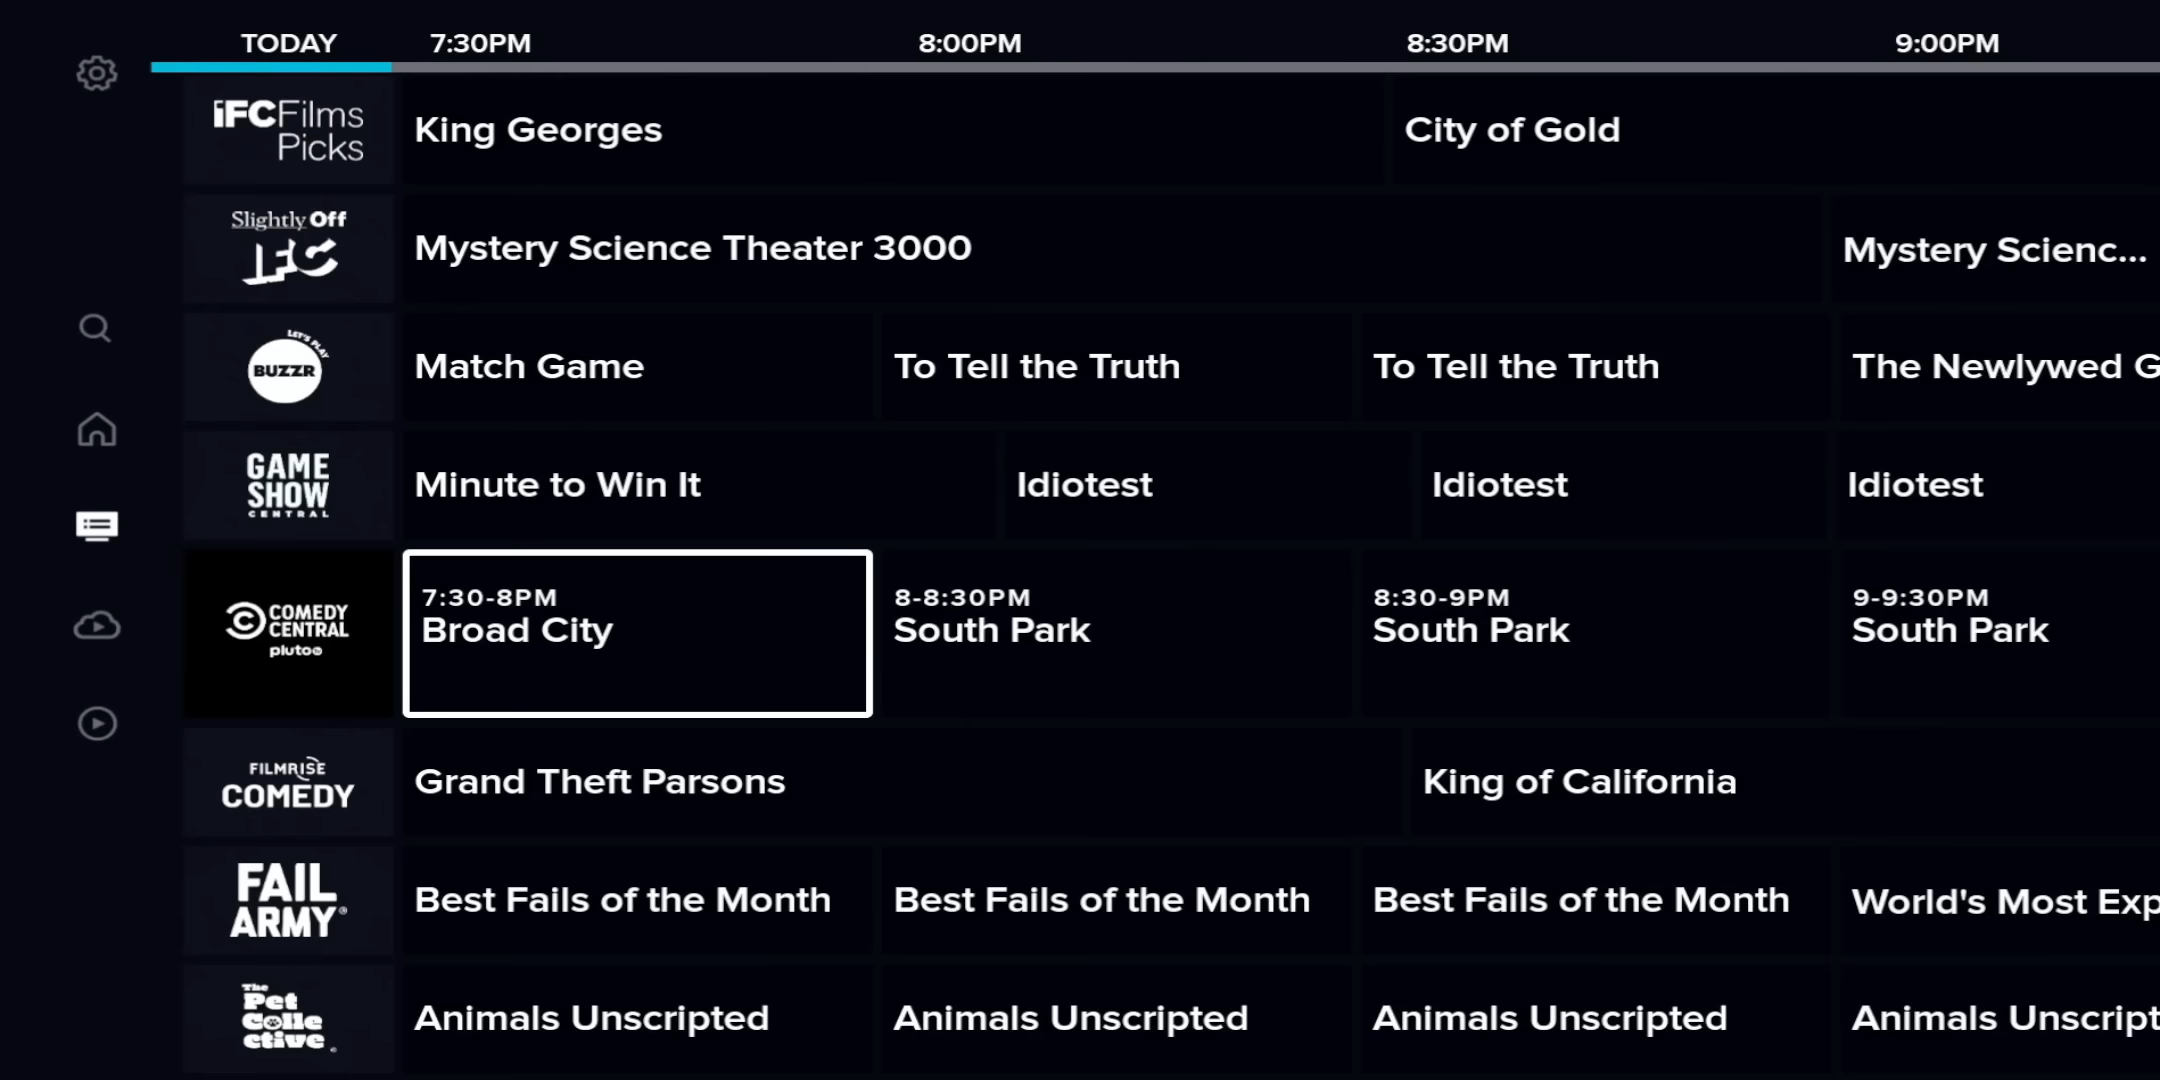 TODAY 7:30PM 8:00PM 8:30PM 9:00PM
iFC Films Picks
King Georges City of Gold
Slightly Off IFC
Mystery Science Theater 3000 Mystery Scienc...
LET'S PLAY BUZZR
Match Game To Tell the Truth To Tell the Truth The Newlywed G
GAME SHOW CENTRAL
Minute to Win It Idiotest Idiotest Idiotest
COMEDY CENTRAL pluto tv
7:30-8PM 8-8:30PM 8:30-9PM 9-9:30PM
Broad City South Park South Park South Park
FILMRISE COMEDY
Grand Theft Parsons King of California
FAIL ARMY®
Best Fails of the Month Best Fails of the Month Best Fails of the Month World's Most Exp
The Pet Collective
Animals Unscripted Animals Unscripted Animals Unscripted Animals Unscript